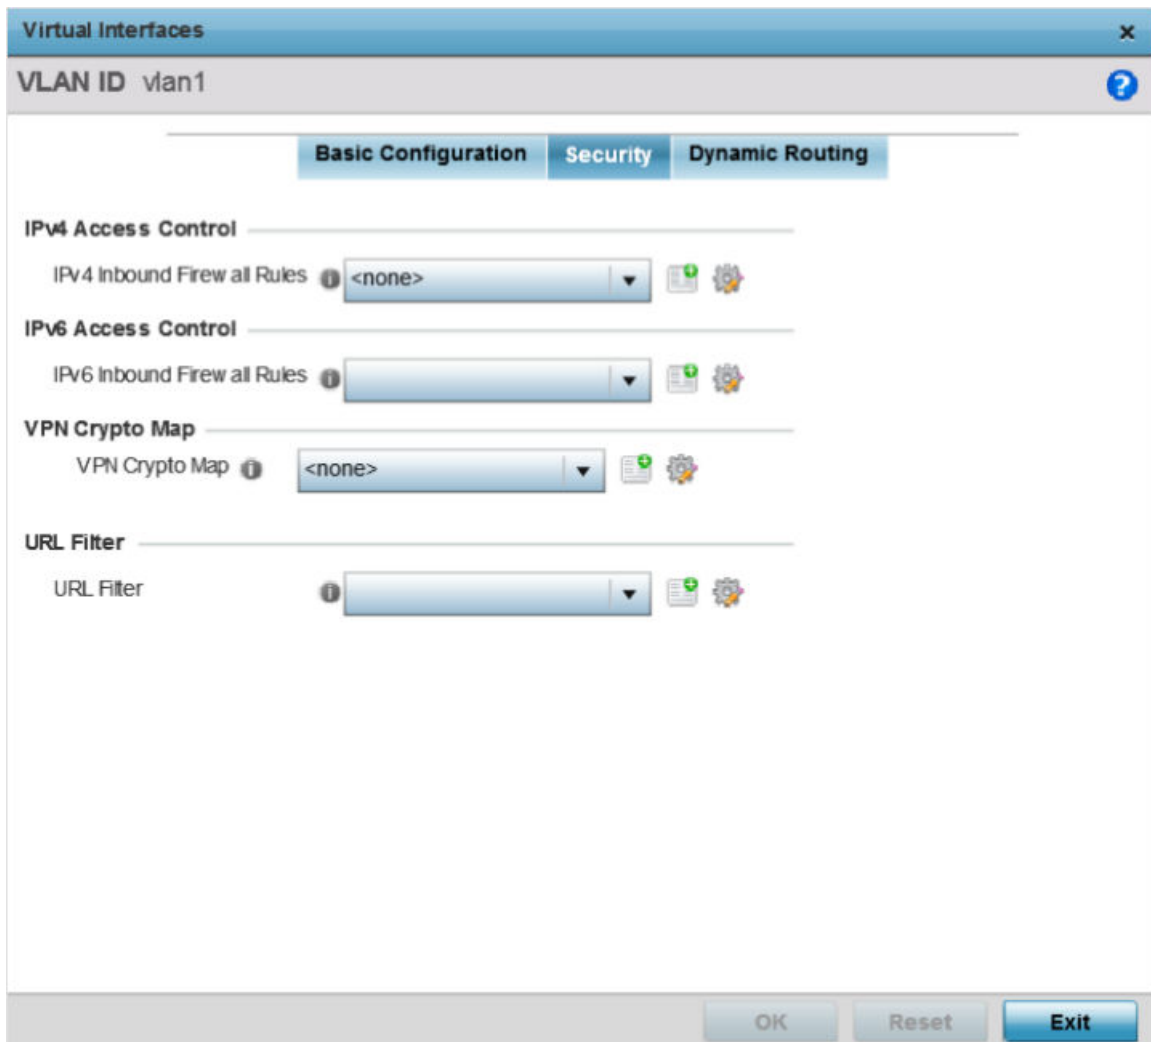 Virtual Interfaces
VLAN ID vlan1
Basic Configuration Security Dynamic Routing
IPv4 Access Control
IPv4 Inbound Firewall Rules <none>
IPv6 Access Control
IPv6 Inbound Firewall Rules
VPN Crypto Map
VPN Crypto Map <none>
URL Filter
URL Filter
OK Reset Exit